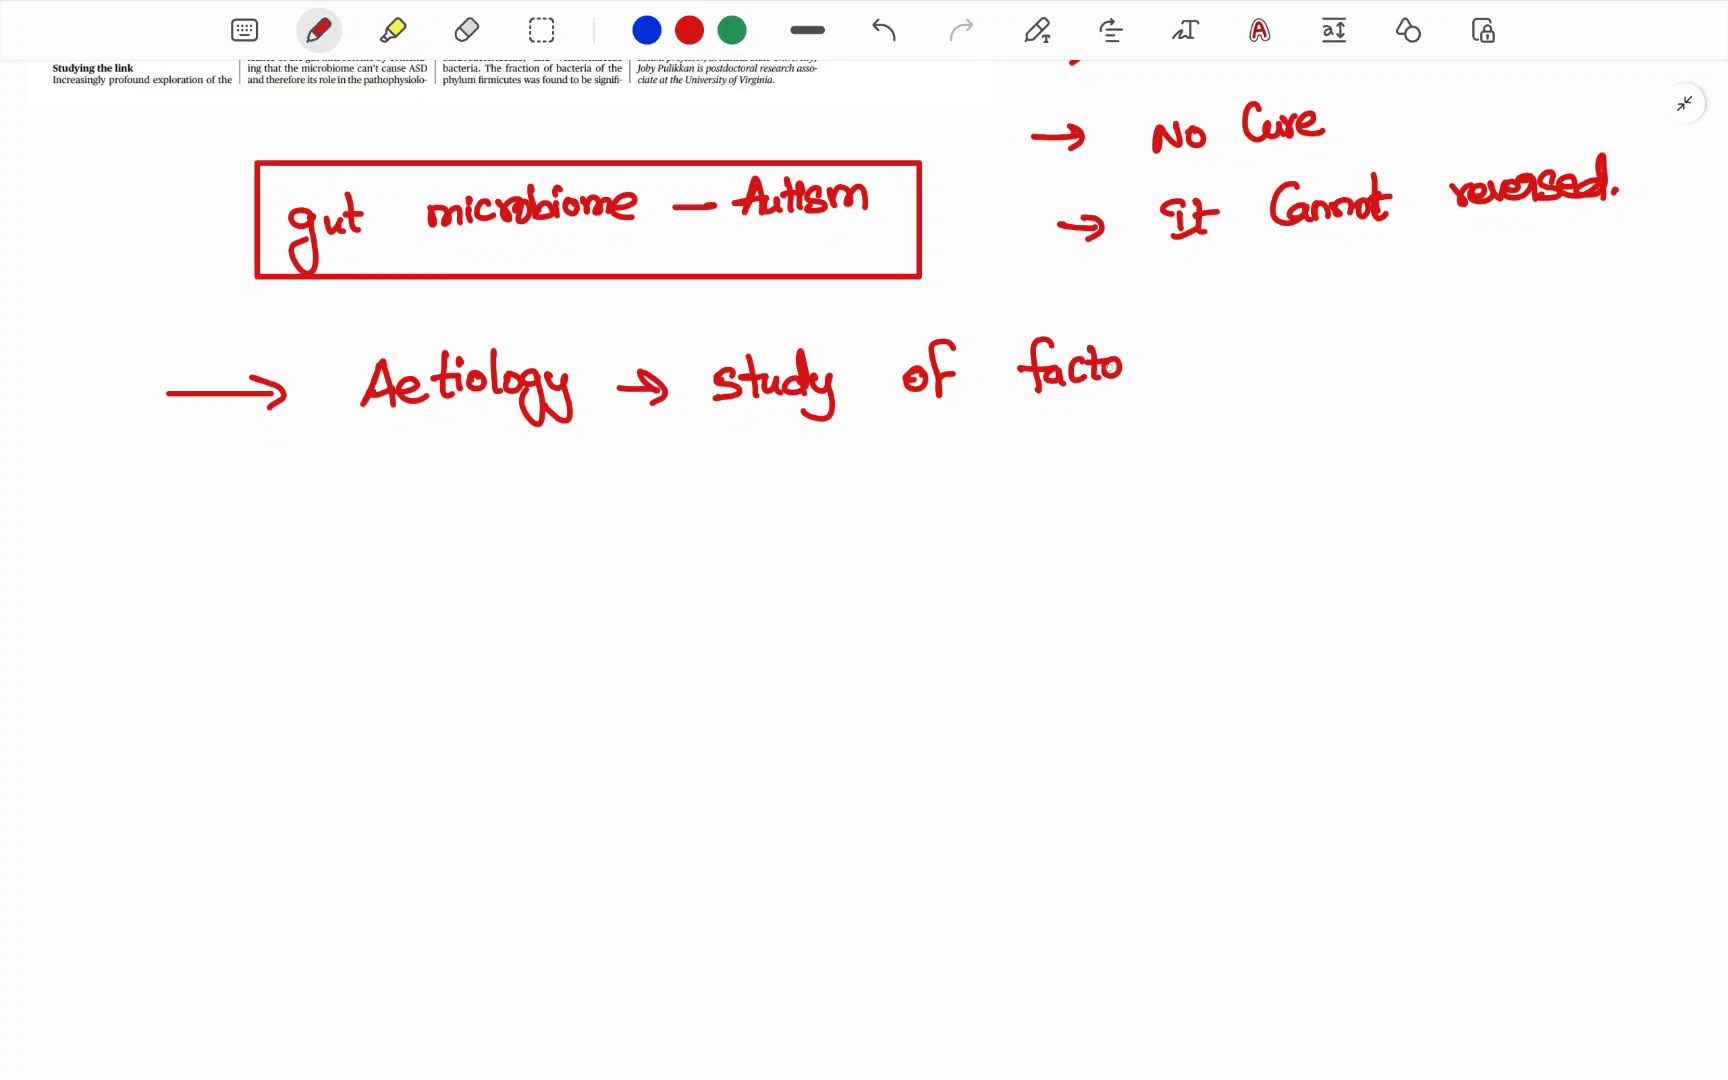 Studying the link
Increasingly profound exploration of the
ing that the microbiome can't cause ASD
and therefore its role in the pathophysiolo-
bacteria. The fraction of bacteria of the
phylum firmicutes was found to be signifi-
Joby Pulikkan is postdoctoral research asso-
ciate at the University of Virginia.
→ No Cure
→ It Cannot reversed.
gut microbiome — Autism
→ Aetiology → study of facto